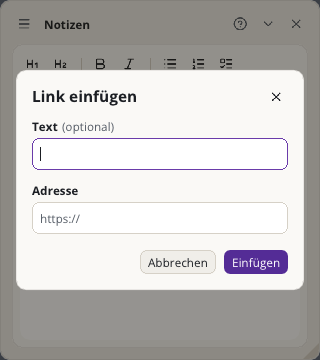 Notizen
H1 H2 B I
Link einfügen
Text (optional)
Adresse
https://
Abbrechen Einfügen